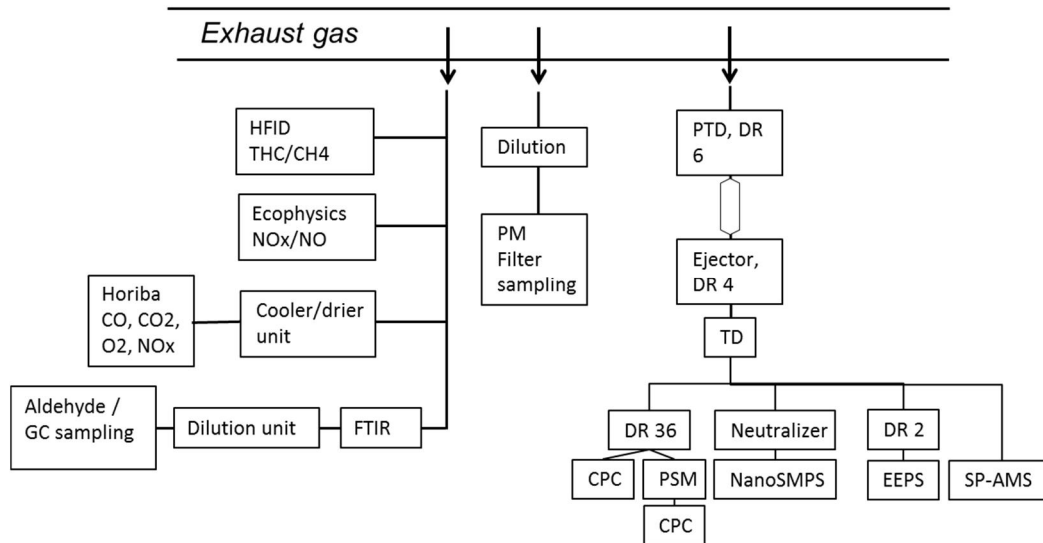 Exhaust gas
HFID
THC/CH4
Ecophysics
NOx/NO
Horiba
CO, CO2,
O2, NOx
Cooler/drier
unit
Aldehyde /
GC sampling
Dilution unit
FTIR
Dilution
PM
Filter
sampling
PTD, DR
6
Ejector,
DR 4
TD
DR 36
Neutralizer
DR 2
CPC
PSM
NanoSMPS
EEPS
SP-AMS
CPC